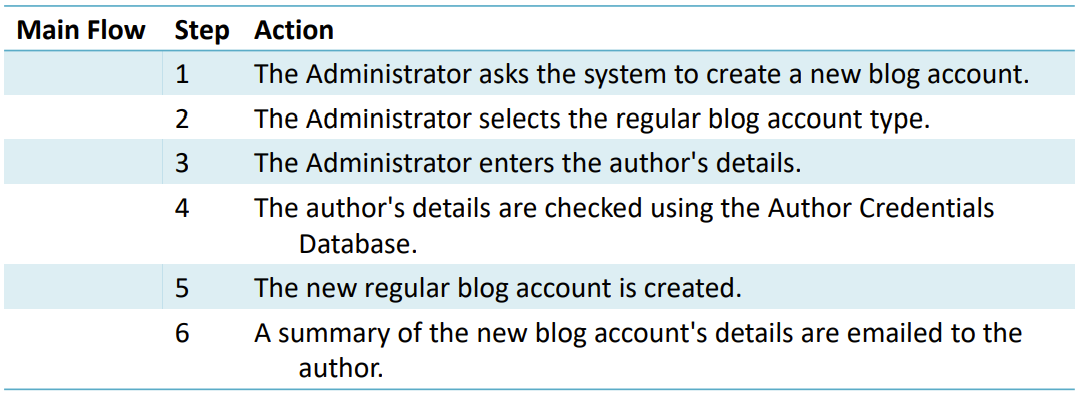 Main Flow Step Action
1 The Administrator asks the system to create a new blog account.
2 The Administrator selects the regular blog account type.
3 The Administrator enters the author's details.
4 The author's details are checked using the Author Credentials
Database.
5 The new regular blog account is created.
6 A summary of the new blog account's details are emailed to the
author.